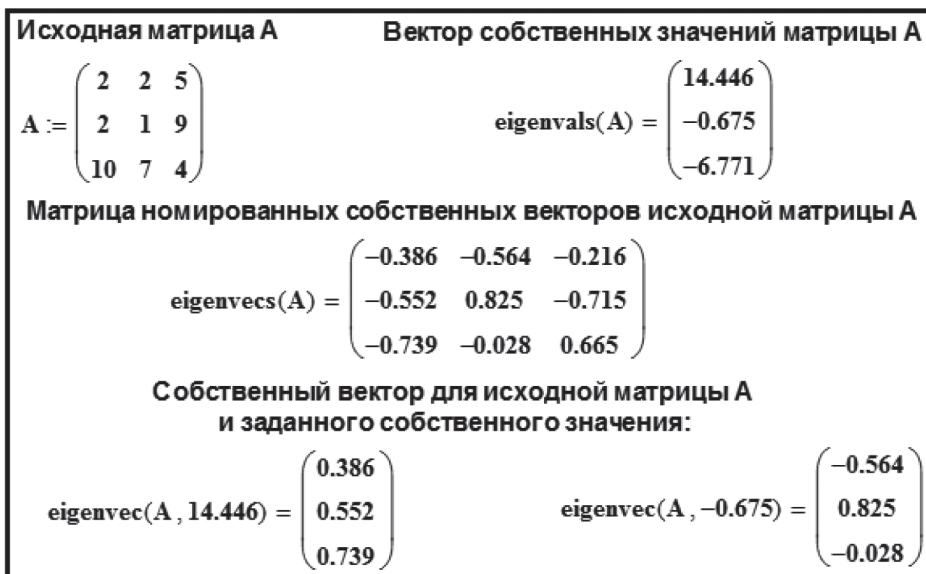 Исходная матрица A Вектор собственных значений матрицы A
A := ( 2 2 5 ) eigenvals(A) = ( 14.446 )
( 2 1 9 ) ( −0.675 )
( 10 7 4 ) ( −6.771 )
Матрица номированных собственных векторов исходной матрицы A
eigenvecs(A) = ( −0.386 −0.564 −0.216 )
( −0.552 0.825 −0.715 )
( −0.739 −0.028 0.665 )
Собственный вектор для исходной матрицы A
и заданного собственного значения:
eigenvec(A , 14.446) = ( 0.386 ) eigenvec(A , −0.675) = ( −0.564 )
( 0.552 ) ( 0.825 )
( 0.739 ) ( −0.028 )